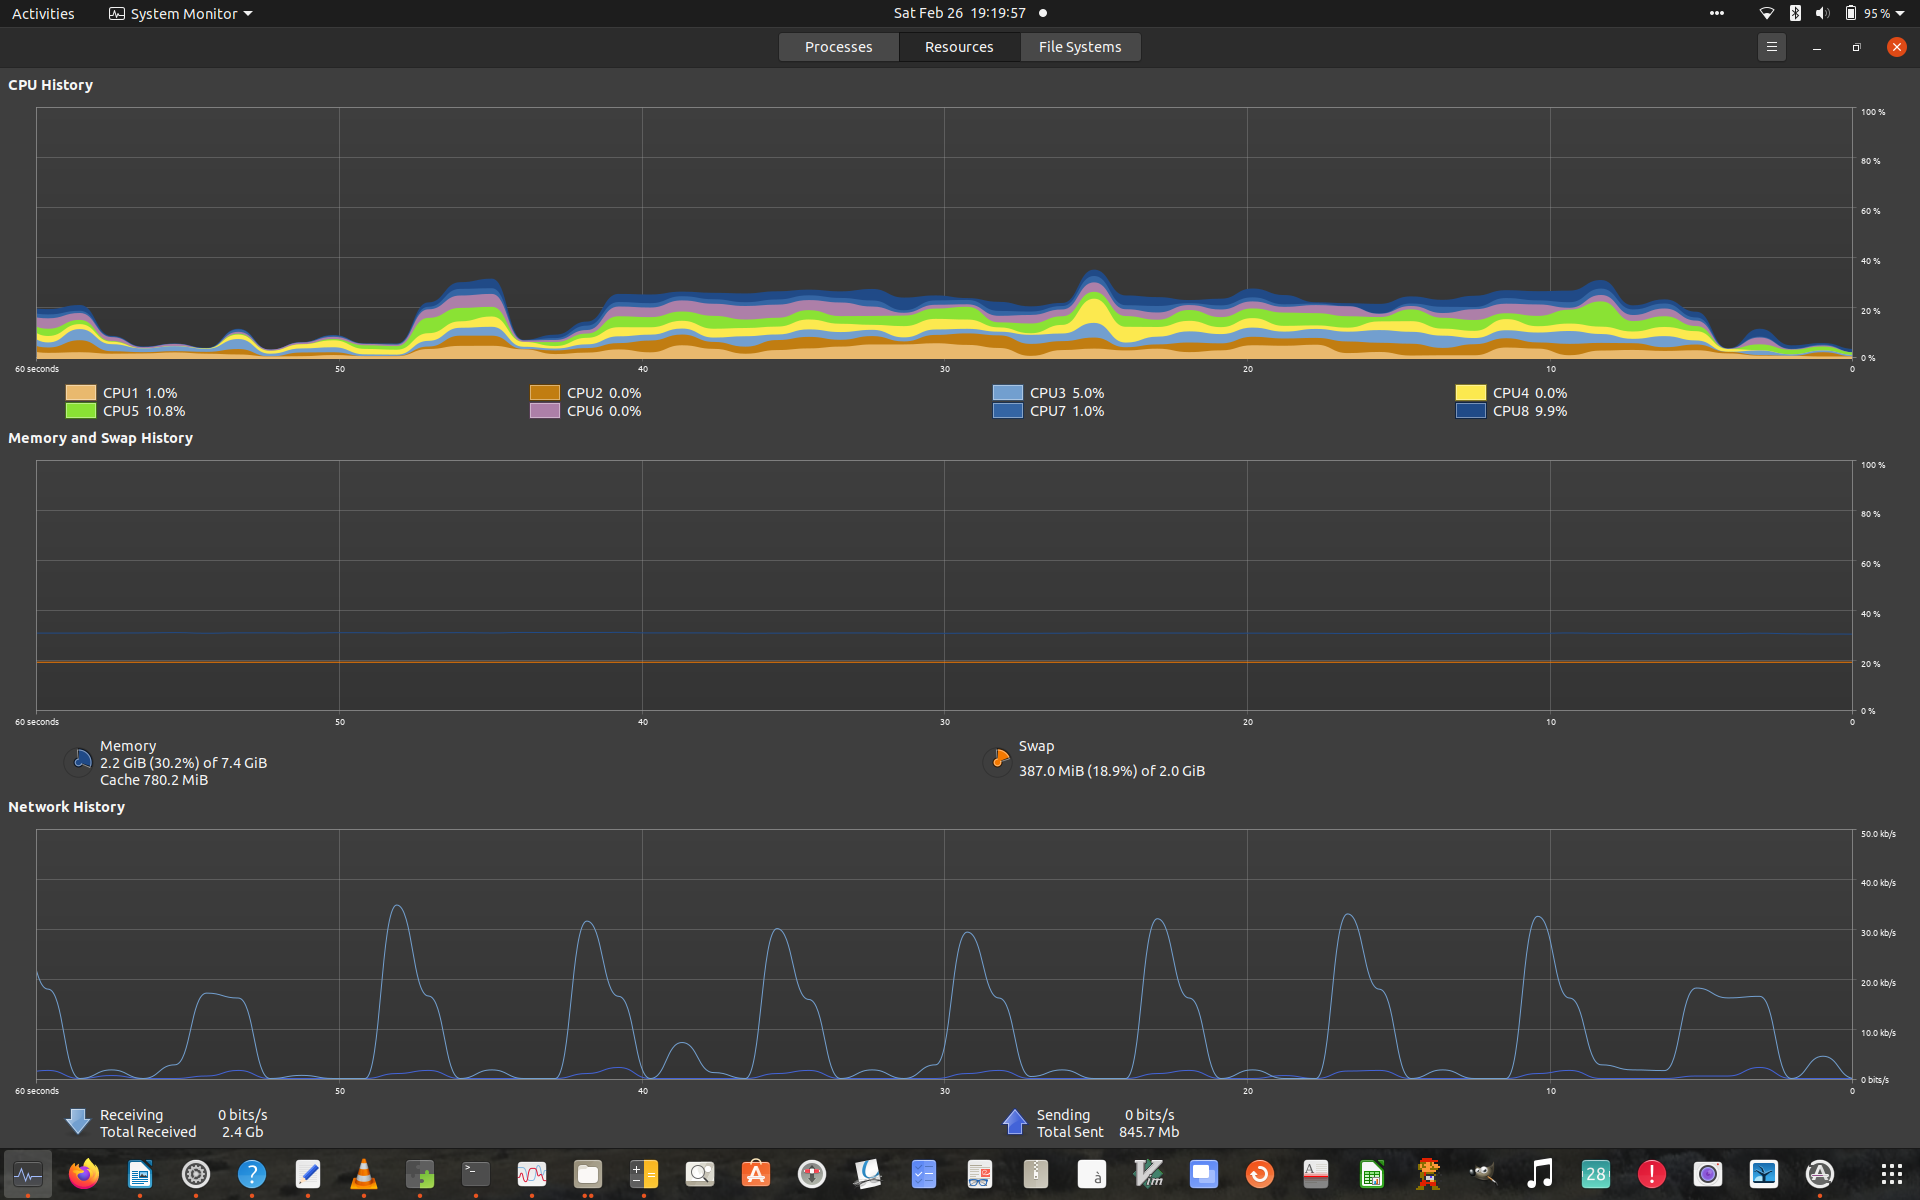 Activities System Monitor Sat Feb 26 19:19:57 95 %
Processes Resources File Systems
CPU History
100 %
80 %
60 %
40 %
20 %
0 %
60 seconds 50 40 30 20 10 0
CPU1 1.0% CPU2 0.0% CPU3 5.0% CPU4 0.0%
CPU5 10.8% CPU6 0.0% CPU7 1.0% CPU8 9.9%
Memory and Swap History
100 %
80 %
60 %
40 %
20 %
0 %
60 seconds 50 40 30 20 10 0
Memory
2.2 GiB (30.2%) of 7.4 GiB
Cache 780.2 MiB
Swap
387.0 MiB (18.9%) of 2.0 GiB
Network History
50.0 kb/s
40.0 kb/s
30.0 kb/s
20.0 kb/s
10.0 kb/s
0 bits/s
60 seconds 50 40 30 20 10 0
Receiving 0 bits/s
Total Received 2.4 Gb
Sending 0 bits/s
Total Sent 845.7 Mb
? >_ à Vim A 28 !